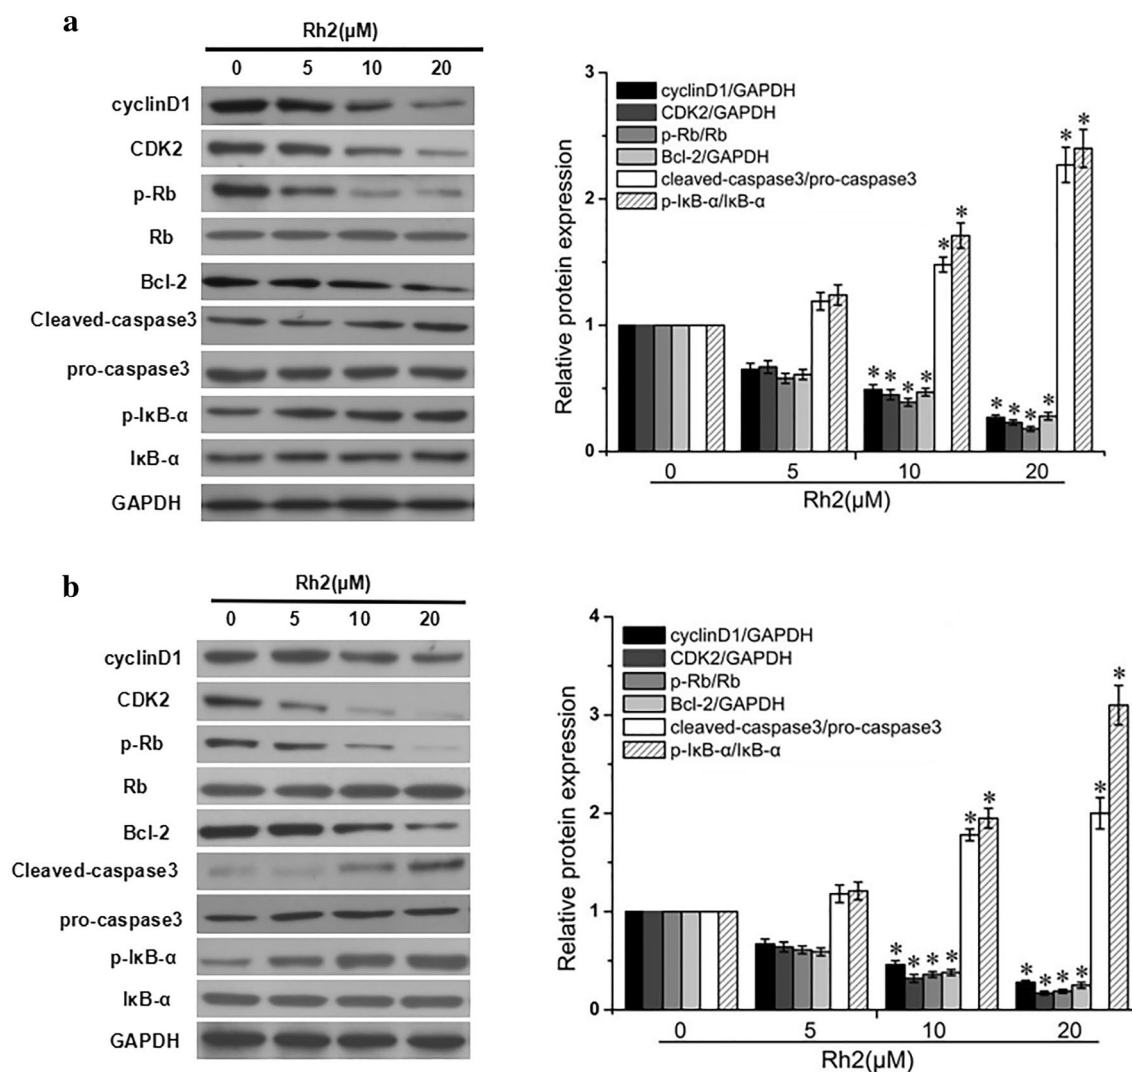 a
Rh2(μM)
0 5 10 20
cyclinD1
CDK2
p-Rb
Rb
Bcl-2
Cleaved-caspase3
pro-caspase3
p-IκB-α
IκB-α
GAPDH
Relative protein expression
3
2
1
0
cyclinD1/GAPDH
CDK2/GAPDH
p-Rb/Rb
Bcl-2/GAPDH
cleaved-caspase3/pro-caspase3
p-IκB-α/IκB-α
* * * * * *
* * * * * *
0 5 10 20
Rh2(μM)
b
Rh2(μM)
0 5 10 20
cyclinD1
CDK2
p-Rb
Rb
Bcl-2
Cleaved-caspase3
pro-caspase3
p-IκB-α
IκB-α
GAPDH
Relative protein expression
4
3
2
1
0
cyclinD1/GAPDH
CDK2/GAPDH
p-Rb/Rb
Bcl-2/GAPDH
cleaved-caspase3/pro-caspase3
p-IκB-α/IκB-α
* * * * * *
* * * * * *
0 5 10 20
Rh2(μM)